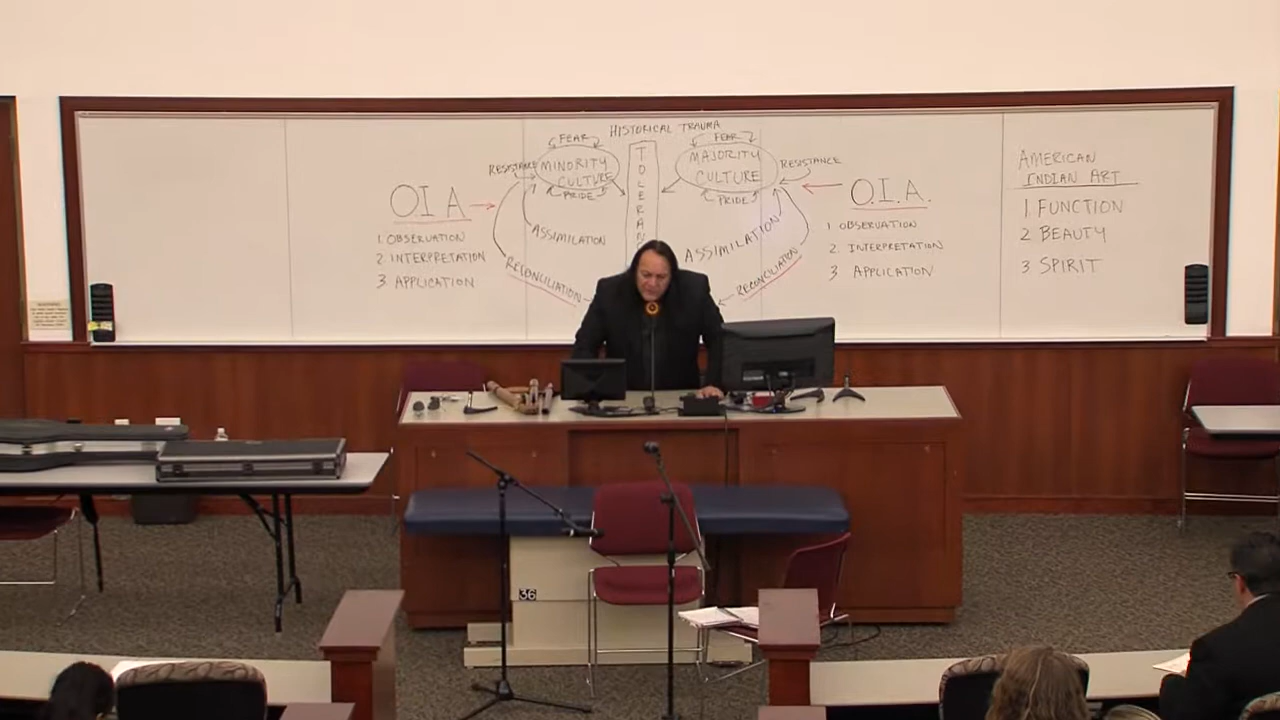 HISTORICAL TRAUMA
FEAR
RESISTANCE
MINORITY
CULTURE
PRIDE
TOLERAN
FEAR
MAJORITY
CULTURE
PRIDE
RESISTANCE
OIA
1. OBSERVATION
2. INTERPRETATION
3 APPLICATION
ASSIMILATION
RECONCILIATION
ASSIMILATION
RECONCILIATION
O.I.A.
1 OBSERVATION
2. INTERPRETATION
3 APPLICATION
AMERICAN
INDIAN ART
1. FUNCTION
2 BEAUTY
3 SPIRIT
36